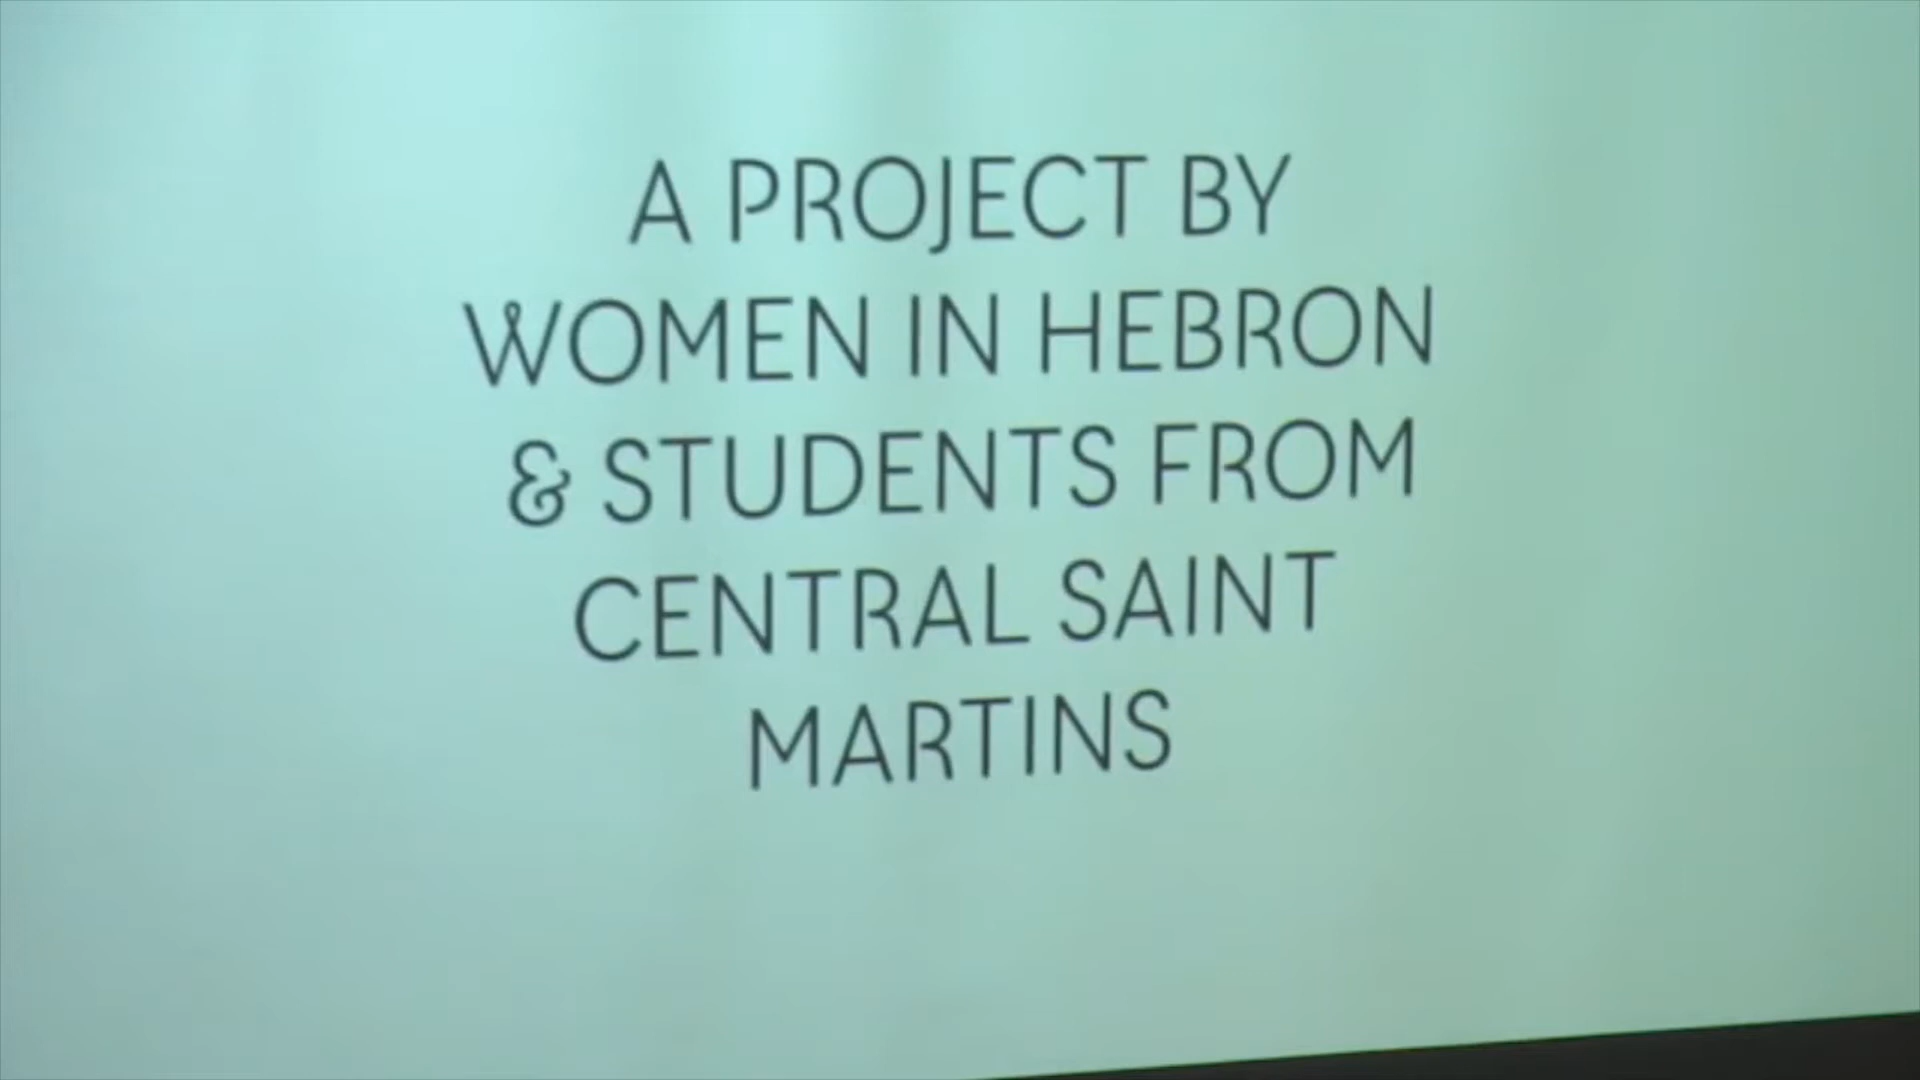 A PROJECT BY
WOMEN IN HEBRON
& STUDENTS FROM
CENTRAL SAINT
MARTINS